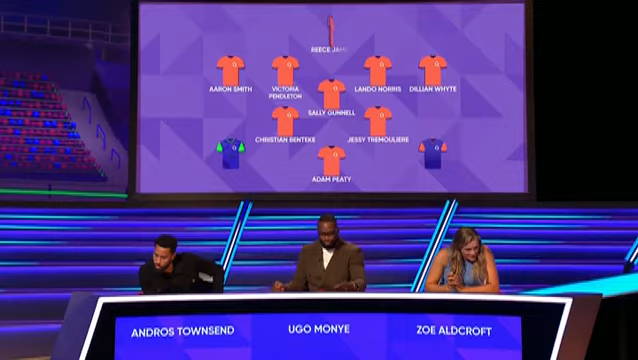 REECE JAMES
AARON SMITH
VICTORIA
PENDLETON
LANDO NORRIS
DILLIAN WHYTE
SALLY GUNNELL
CHRISTIAN BENTEKE
JESSY TREMOULIERE
ADAM PEATY
ANDROS TOWNSEND
UGO MONYE
ZOE ALDCROFT